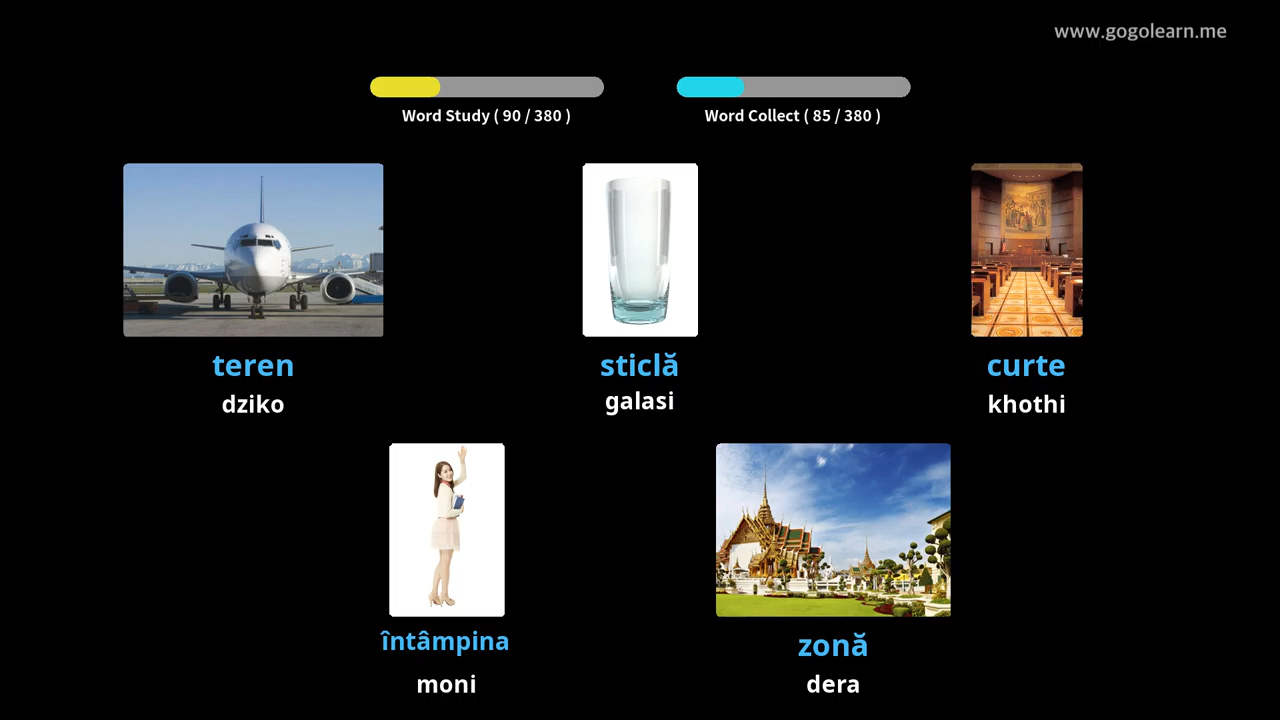 www.gogolearn.me
Word Study ( 90 / 380 )
Word Collect ( 85 / 380 )
teren
dziko
sticlă
galasi
curte
khothi
întâmpina
moni
zonă
dera